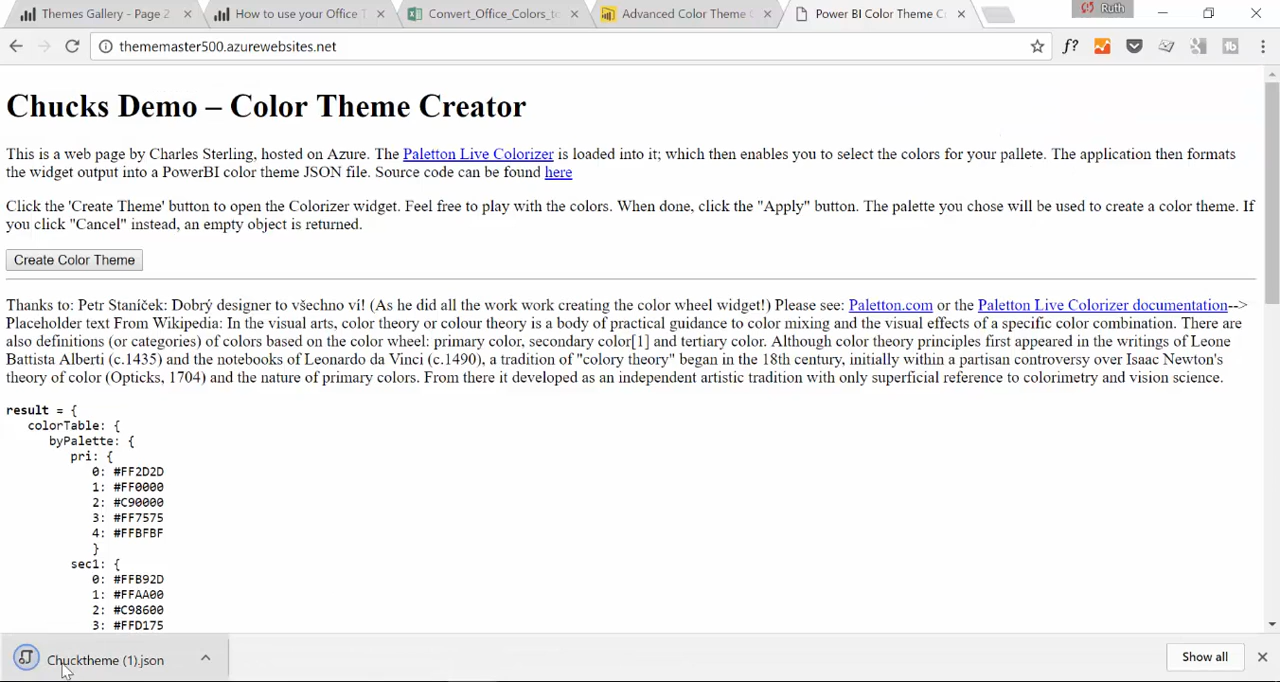 Themes Gallery - Page 2
How to use your Office T
Convert_Office_Colors_to
Advanced Color Theme
Power BI Color Theme C
Ruth
thememaster500.azurewebsites.net
f?
Chucks Demo – Color Theme Creator
This is a web page by Charles Sterling, hosted on Azure. The Paletton Live Colorizer is loaded into it; which then enables you to select the colors for your pallete. The application then formats
the widget output into a PowerBI color theme JSON file. Source code can be found here
Click the 'Create Theme' button to open the Colorizer widget. Feel free to play with the colors. When done, click the "Apply" button. The palette you chose will be used to create a color theme. If
you click "Cancel" instead, an empty object is returned.
Create Color Theme
Thanks to: Petr Staníček: Dobrý designer to všechno ví! (As he did all the work work creating the color wheel widget!) Please see: Paletton.com or the Paletton Live Colorizer documentation-->
Placeholder text From Wikipedia: In the visual arts, color theory or colour theory is a body of practical guidance to color mixing and the visual effects of a specific color combination. There are
also definitions (or categories) of colors based on the color wheel: primary color, secondary color[1] and tertiary color. Although color theory principles first appeared in the writings of Leone
Battista Alberti (c.1435) and the notebooks of Leonardo da Vinci (c.1490), a tradition of "colory theory" began in the 18th century, initially within a partisan controversy over Isaac Newton's
theory of color (Opticks, 1704) and the nature of primary colors. From there it developed as an independent artistic tradition with only superficial reference to colorimetry and vision science.
result = {
colorTable: {
byPalette: {
pri: {
0: #FF2D2D
1: #FF0000
2: #C90000
3: #FF7575
4: #FFBFBF
}
sec1: {
0: #FFB92D
1: #FFAA00
2: #C98600
3: #FFD175
Chucktheme (1).json
Show all